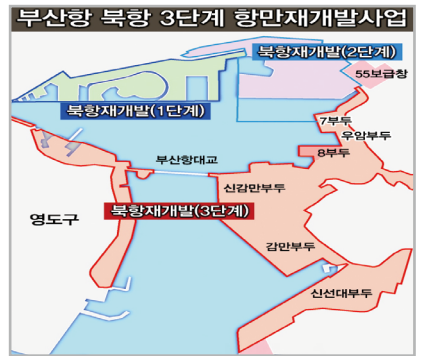 부산항 북항 3단계 항만재개발사업
북항재개발(2단계)
55보급창
북항재개발(1단계)
7부두
우암부두
8부두
부산항대교
신감만부두
북항재개발(3단계)
영도구
감만부두
신선대부두